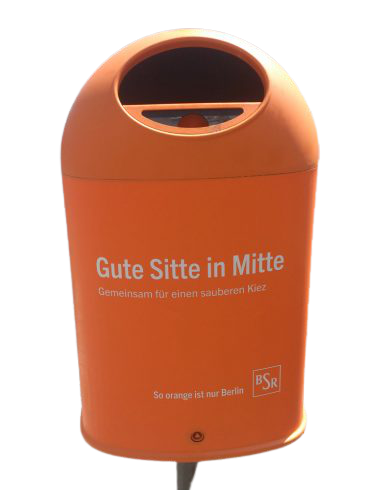 Gute Sitte in Mitte
Gemeinsam für einen sauberen Kiez
So orange ist nur Berlin
BSR